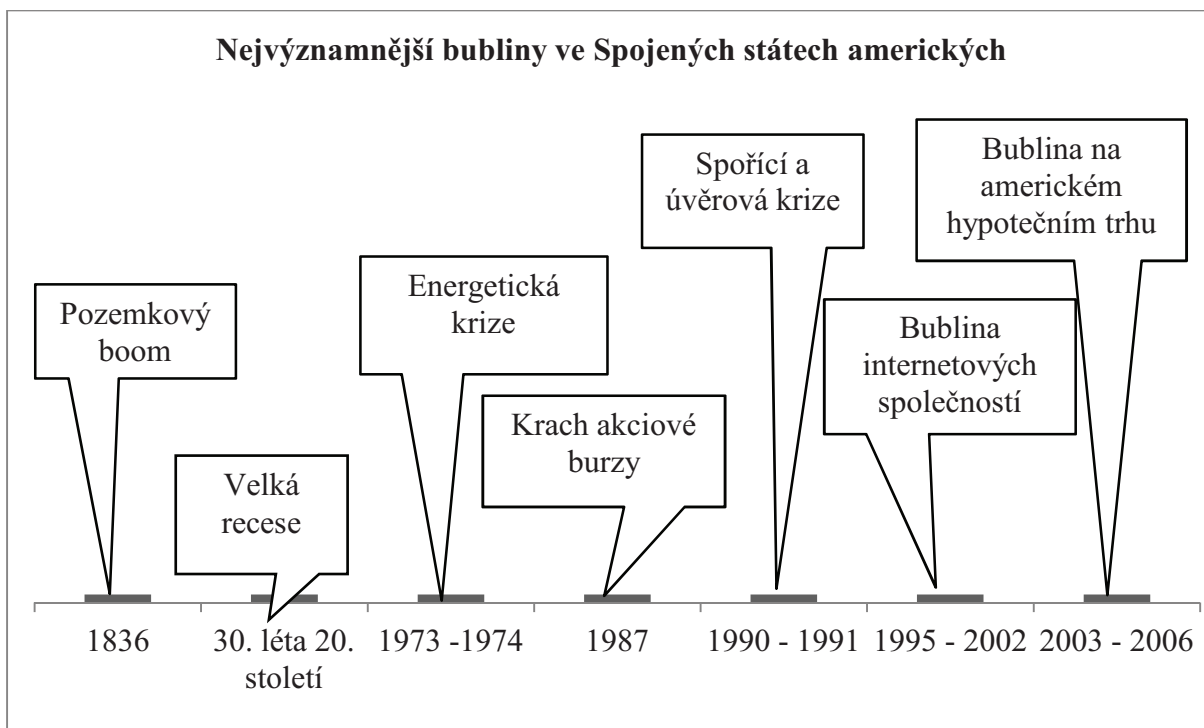 Nejvýznamnější bubliny ve Spojených státech amerických
Pozemkový
boom
Velká
recese
Energetická
krize
Krach akciové
burzy
Spořící a
úvěrová krize
Bublina
internetových
společností
Bublina na
americkém
hypotečním trhu
1836
30. léta 20.
století
1973 -1974
1987
1990 - 1991
1995 - 2002
2003 - 2006